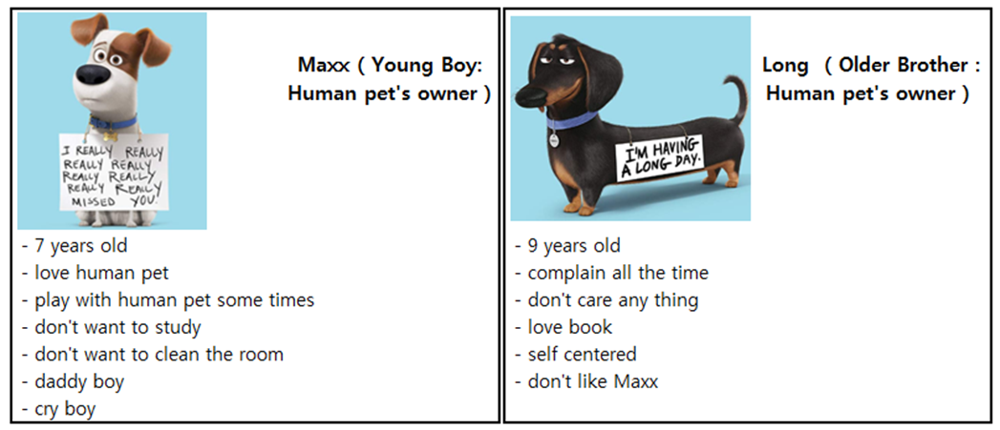 Maxx ( Young Boy:
Human pet's owner )
I REALLY REALLY
REALLY REALLY
REALLY REALLY
REALLY REALLY
MISSED YOU!
- 7 years old
- love human pet
- play with human pet some times
- don't want to study
- don't want to clean the room
- daddy boy
- cry boy
Long ( Older Brother :
Human pet's owner )
I'M HAVING
A LONG DAY.
- 9 years old
- complain all the time
- don't care any thing
- love book
- self centered
- don't like Maxx